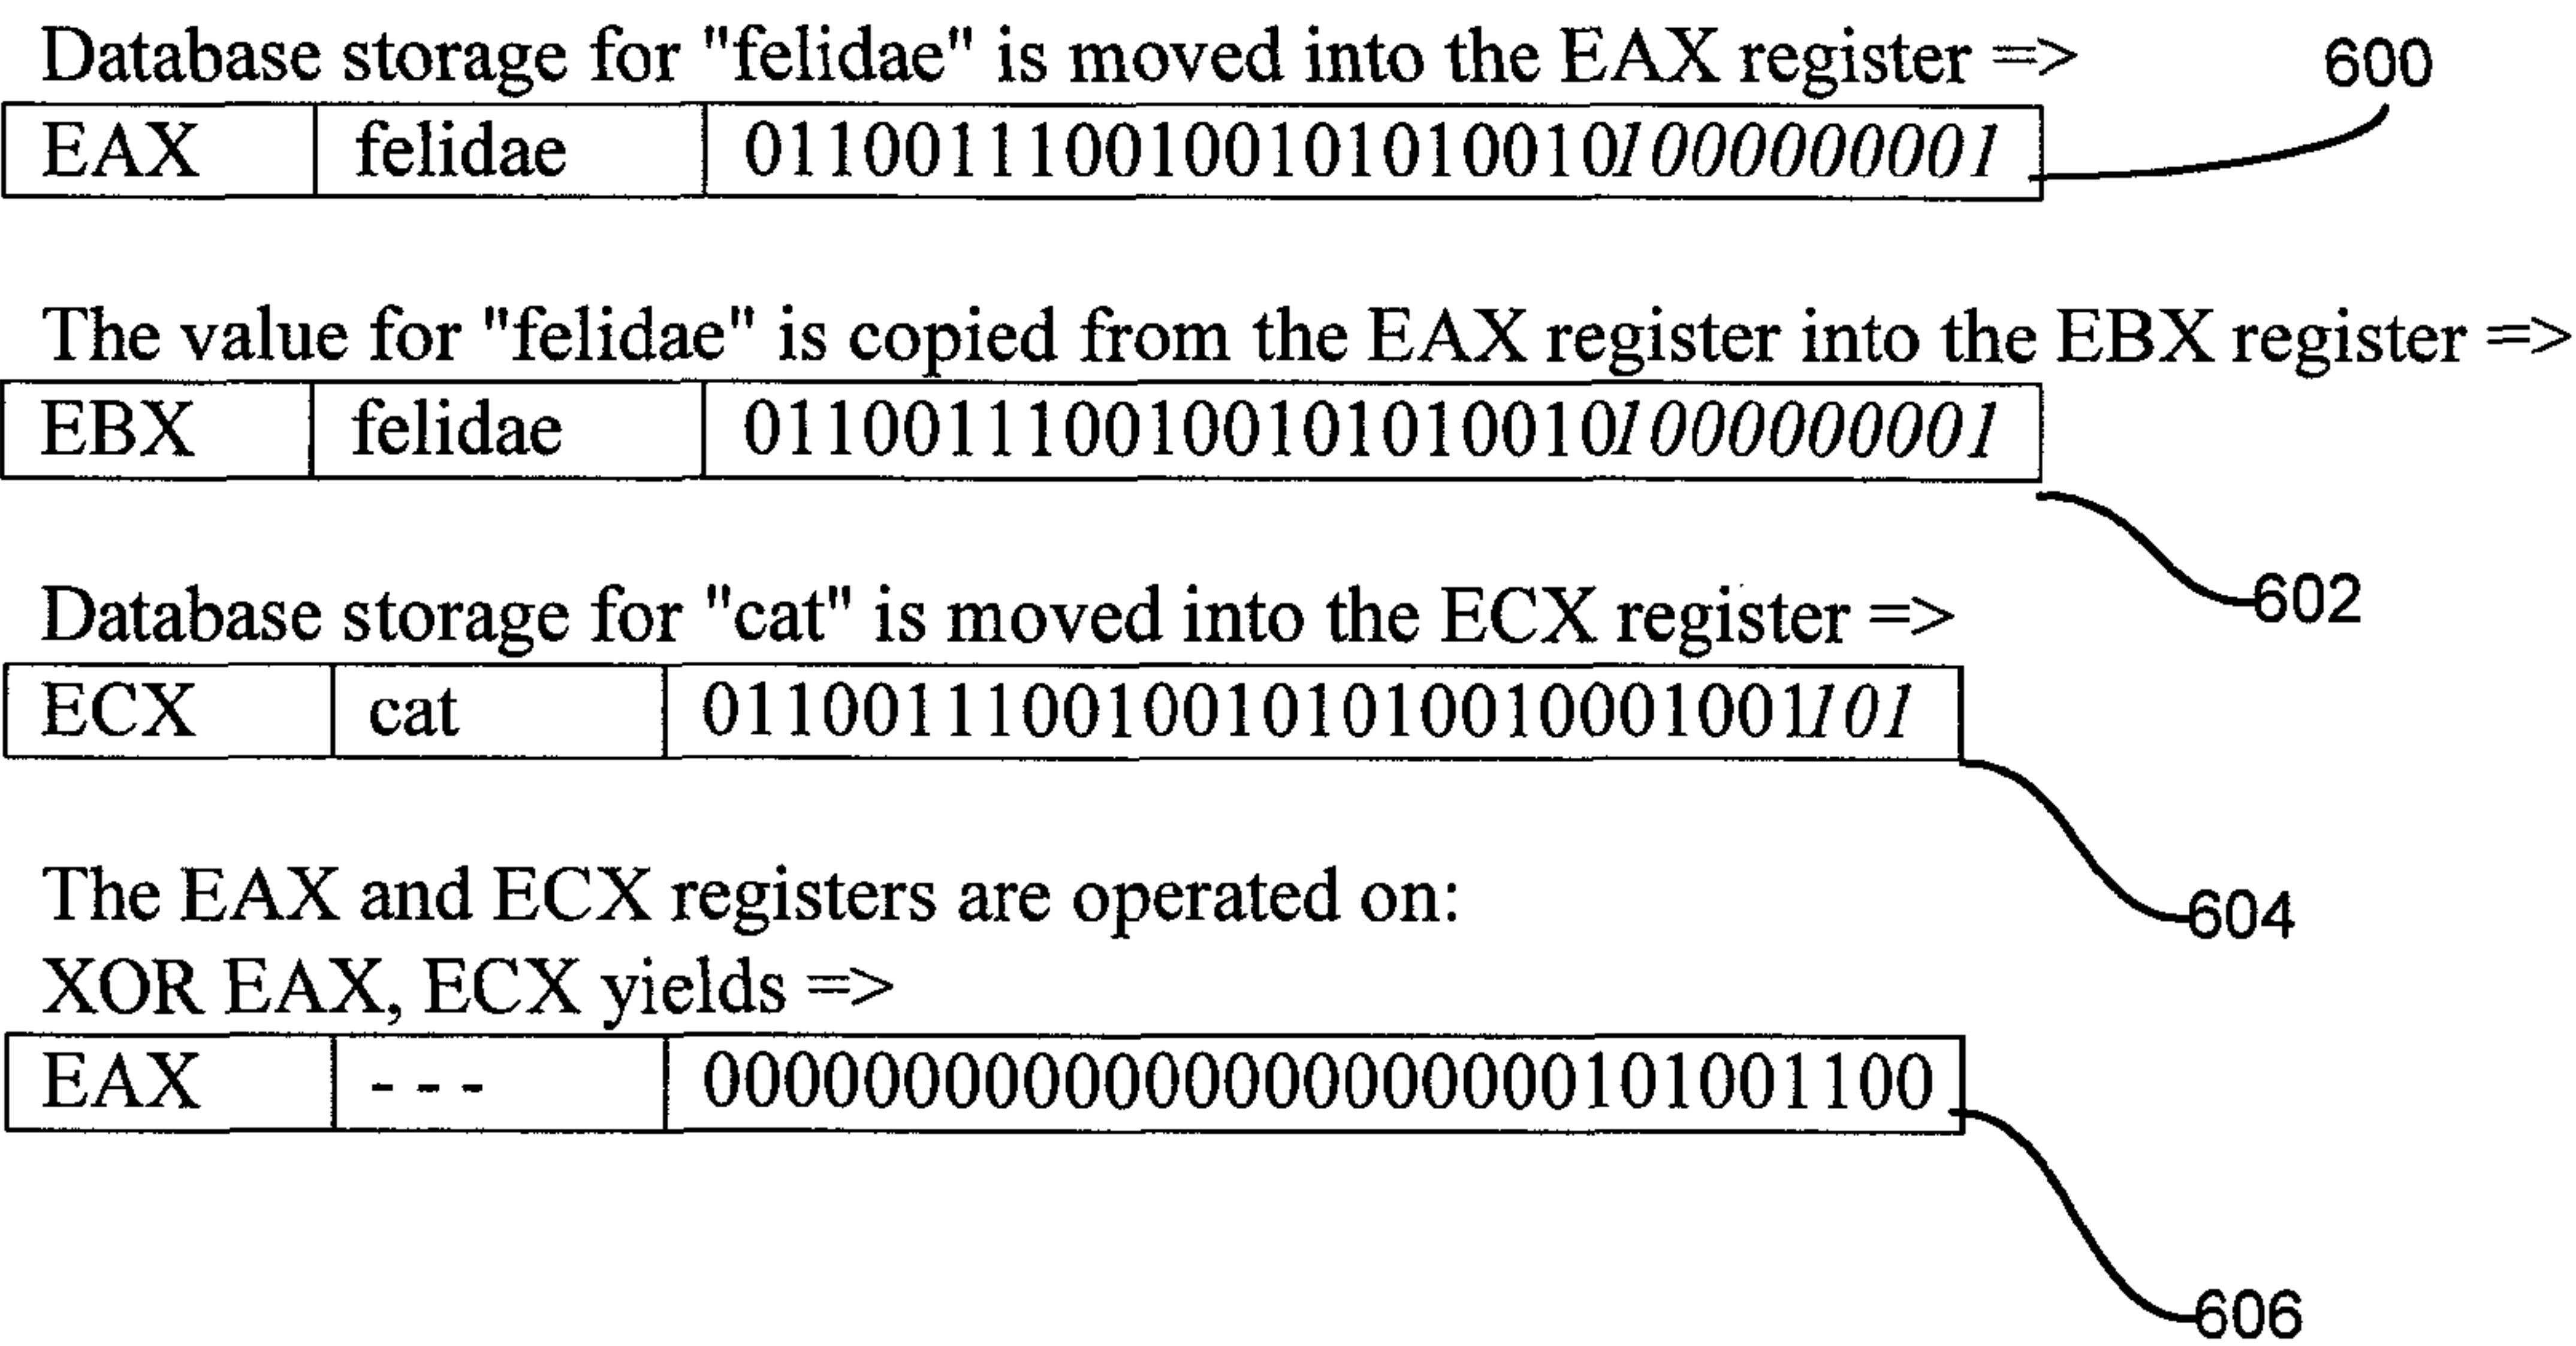 Database storage for "felidae" is moved into the EAX register =>
600
EAX felidae 01100111001001010100101000000001
The value for "felidae" is copied from the EAX register into the EBX register =>
EBX felidae 01100111001001010100101000000001
602
Database storage for "cat" is moved into the ECX register =>
ECX cat 0110011100100101010010001001101
604
The EAX and ECX registers are operated on:
XOR EAX, ECX yields =>
EAX - - - 0000000000000000000000101001100
606